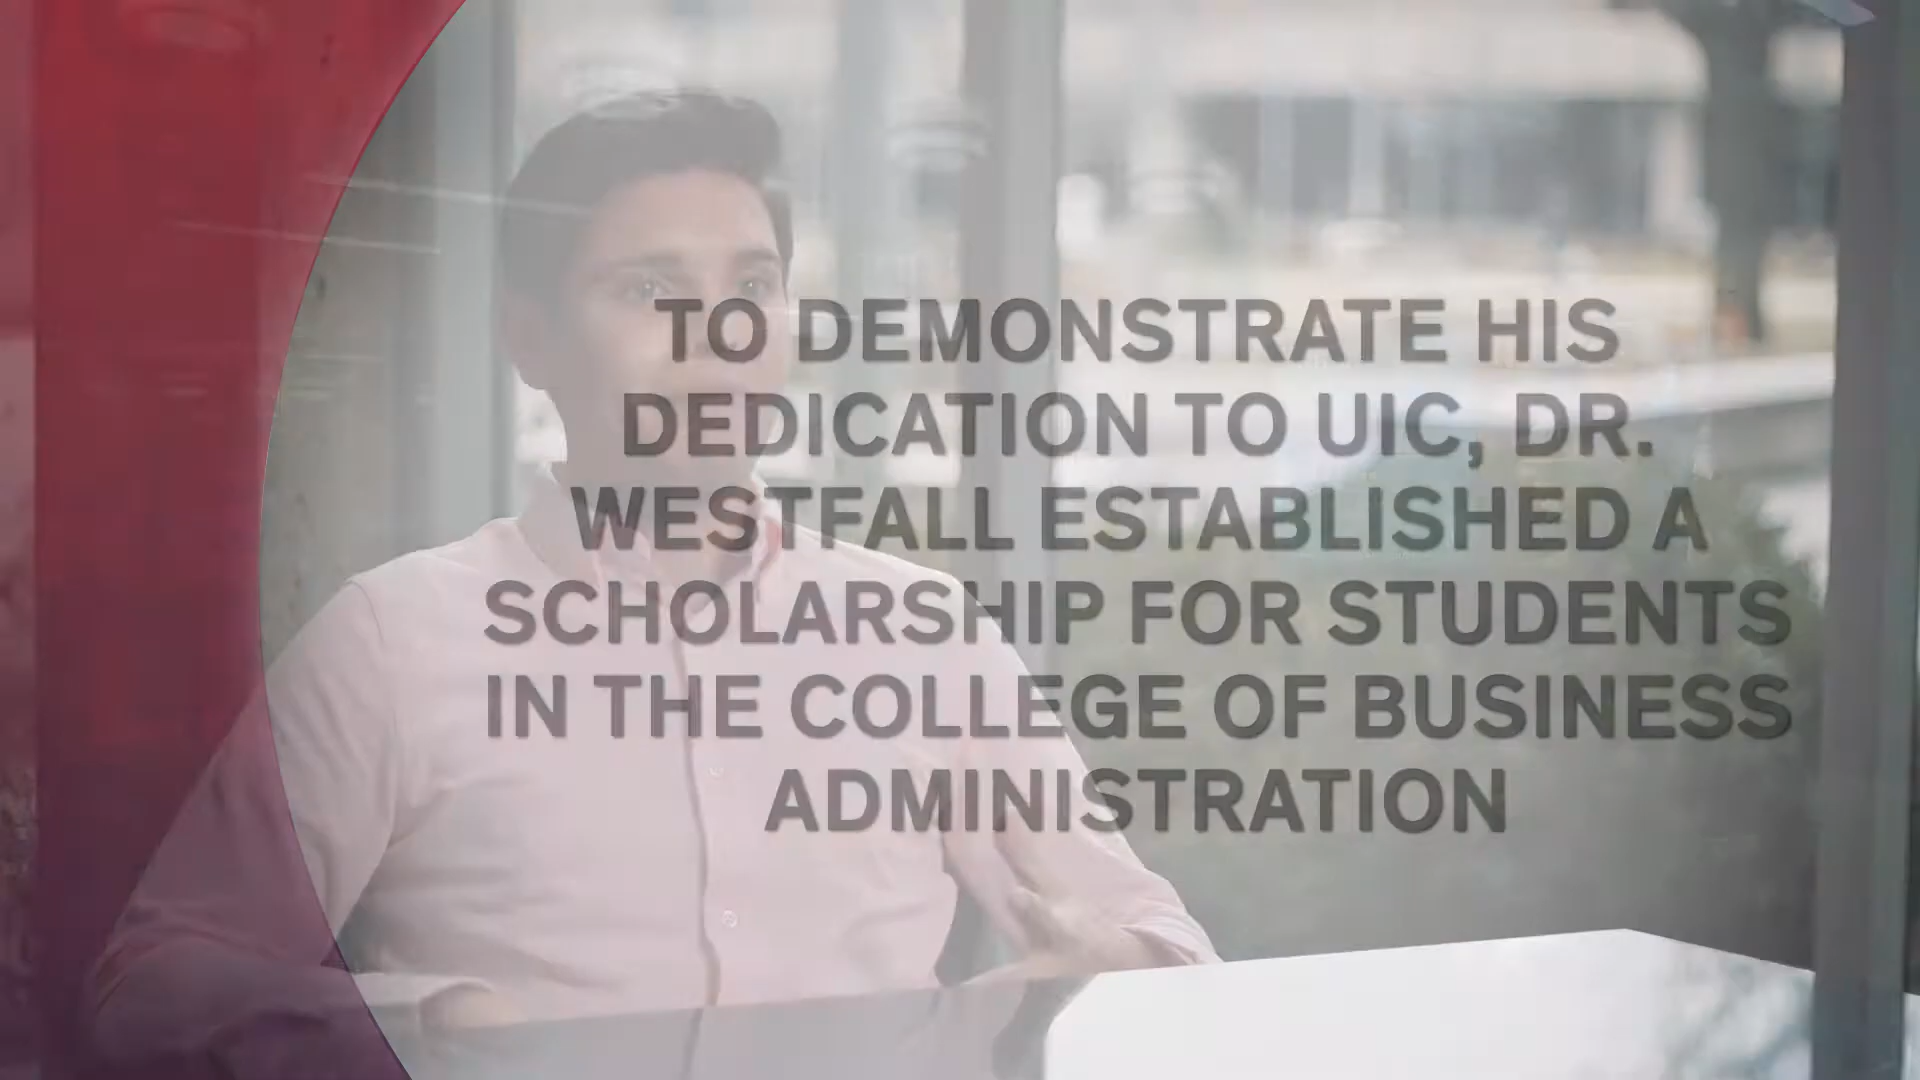 TO DEMONSTRATE HIS
DEDICATION TO UIC, DR.
WESTFALL ESTABLISHED A
SCHOLARSHIP FOR STUDENTS
IN THE COLLEGE OF BUSINESS
ADMINISTRATION